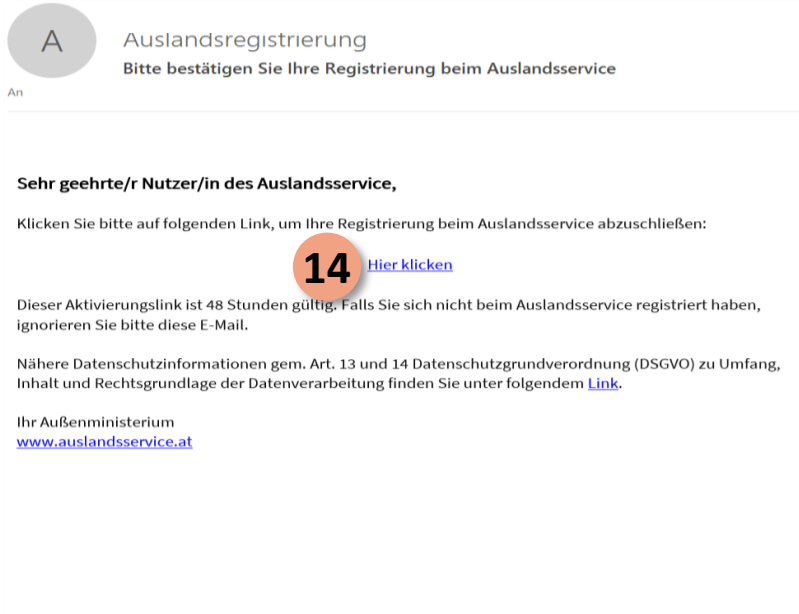 A
Auslandsregistrierung
Bitte bestätigen Sie Ihre Registrierung beim Auslandsservice
An
Sehr geehrte/r Nutzer/in des Auslandsservice,
Klicken Sie bitte auf folgenden Link, um Ihre Registrierung beim Auslandsservice abzuschließen:
14 Hier klicken
Dieser Aktivierungslink ist 48 Stunden gültig. Falls Sie sich nicht beim Auslandsservice registriert haben,
ignorieren Sie bitte diese E-Mail.
Nähere Datenschutzinformationen gem. Art. 13 und 14 Datenschutzgrundverordnung (DSGVO) zu Umfang,
Inhalt und Rechtsgrundlage der Datenverarbeitung finden Sie unter folgendem Link.
Ihr Außenministerium
www.auslandsservice.at